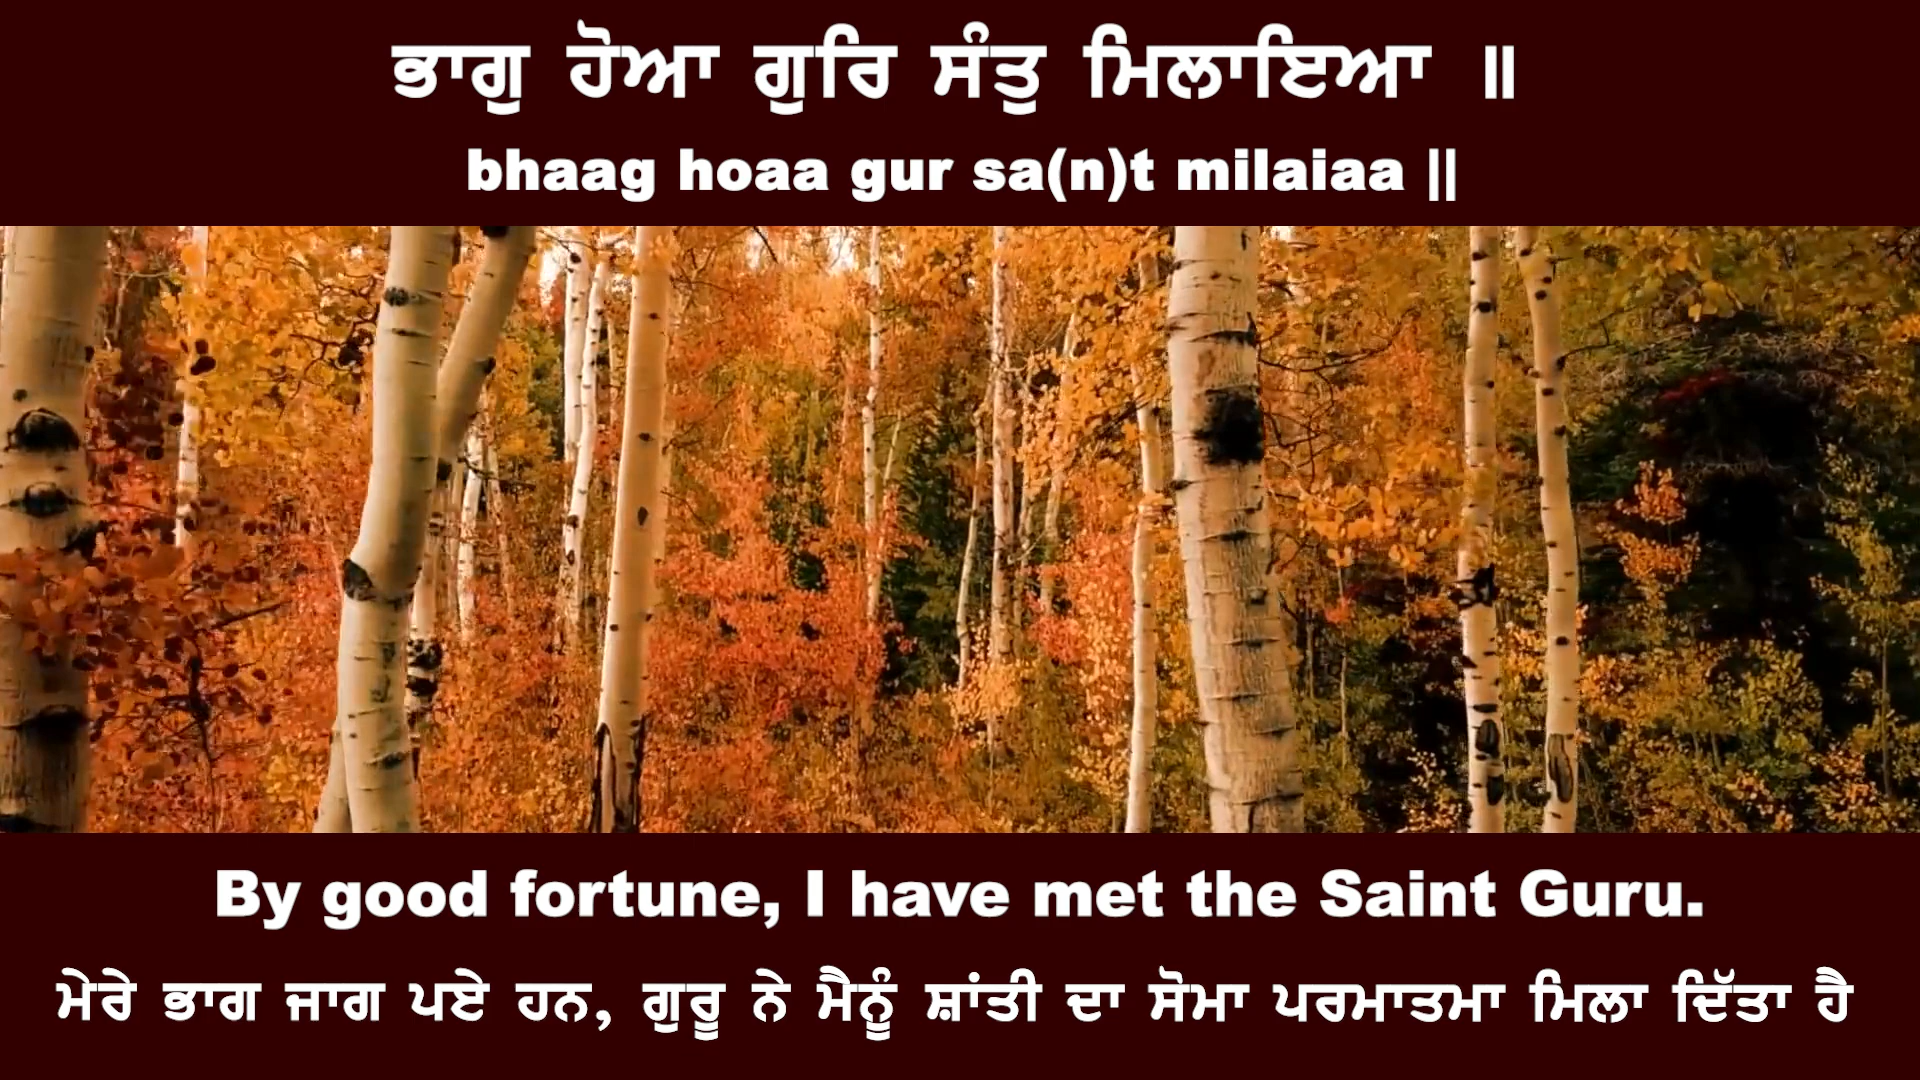 ਭਾਗੁ ਹੋਆ ਗੁਰਿ ਸੰਤੁ ਮਿਲਾਇਆ ॥
bhaag hoaa gur sa(n)t milaiaa ||
By good fortune, I have met the Saint Guru.
ਮੇਰੇ ਭਾਗ ਜਾਗ ਪਏ ਹਨ, ਗੁਰੂ ਨੇ ਮੈਨੂੰ ਸ਼ਾਂਤੀ ਦਾ ਸੋਮਾ ਪਰਮਾਤਮਾ ਮਿਲਾ ਦਿੱਤਾ ਹੈ